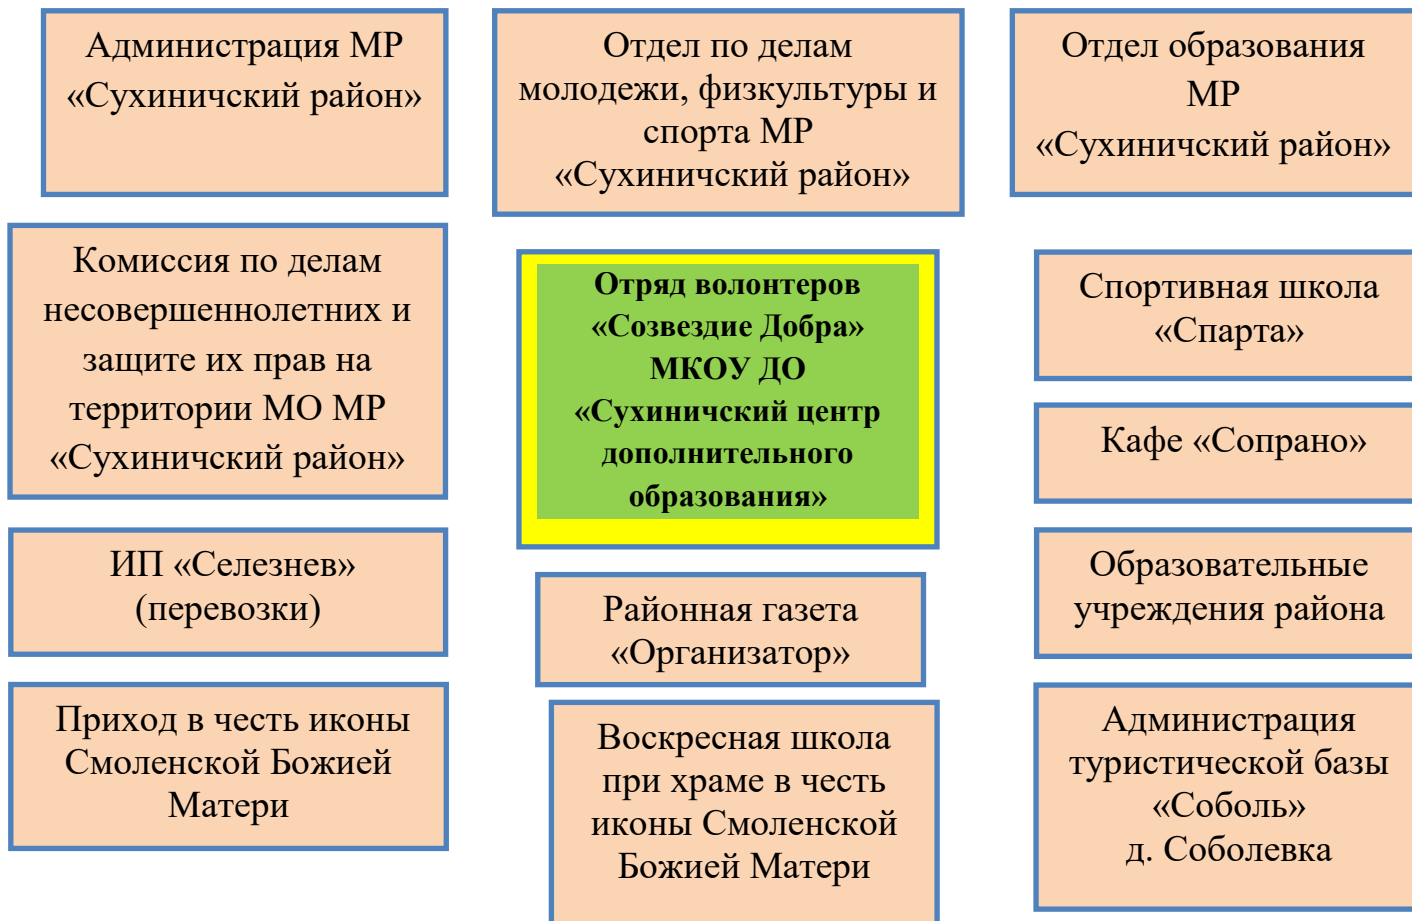 Администрация МР
«Сухиничский район»
Отдел по делам
молодежи, физкультуры и
спорта МР
«Сухиничский район»
Отдел образования
МР
«Сухиничский район»
Комиссия по делам
несовершеннолетних и
защите их прав на
территории МО МР
«Сухиничский район»
Отряд волонтеров
«Созвездие Добра»
МКОУ ДО
«Сухиничский центр
дополнительного
образования»
Спортивная школа
«Спарта»
Кафе «Сопрано»
ИП «Селезнев»
(перевозки)
Районная газета
«Организатор»
Образовательные
учреждения района
Приход в честь иконы
Смоленской Божией
Матери
Воскресная школа
при храме в честь
иконы Смоленской
Божией Матери
Администрация
туристической базы
«Соболь»
д. Соболевка